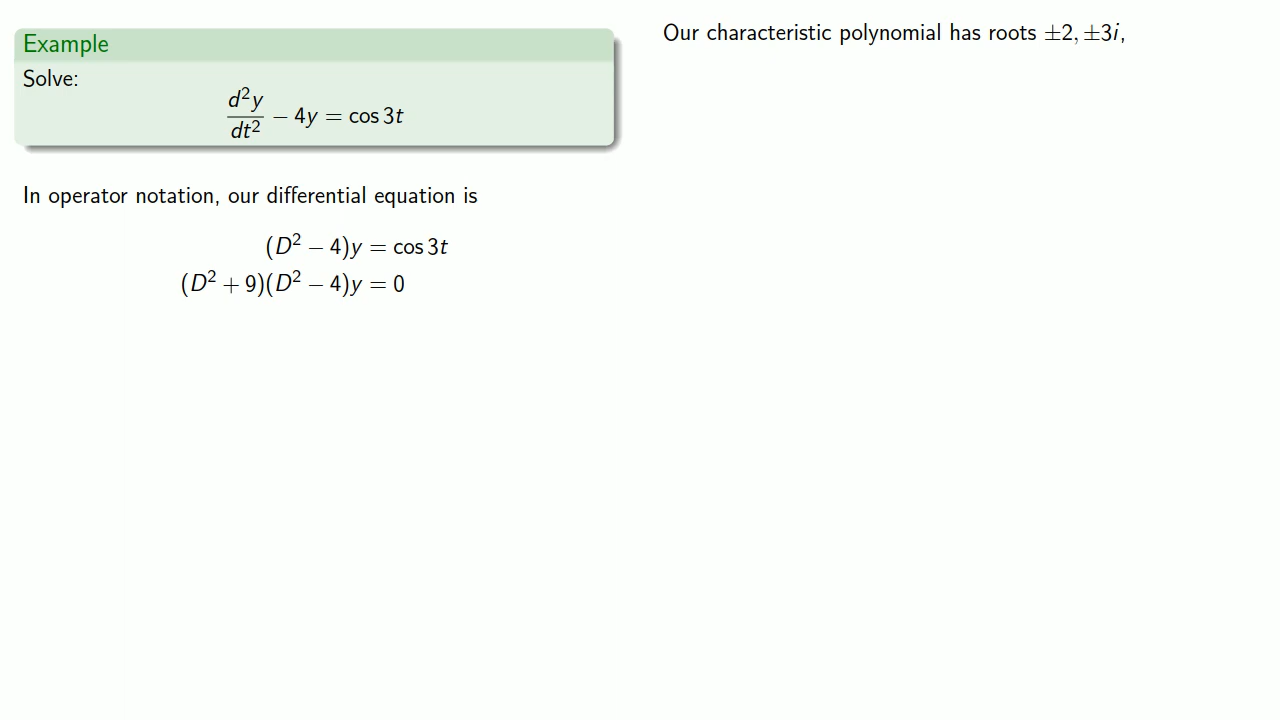 Example
Solve:
d²y/dt² − 4y = cos 3t
In operator notation, our differential equation is
(D² − 4)y = cos 3t
(D² + 9)(D² − 4)y = 0
Our characteristic polynomial has roots ±2, ±3i,